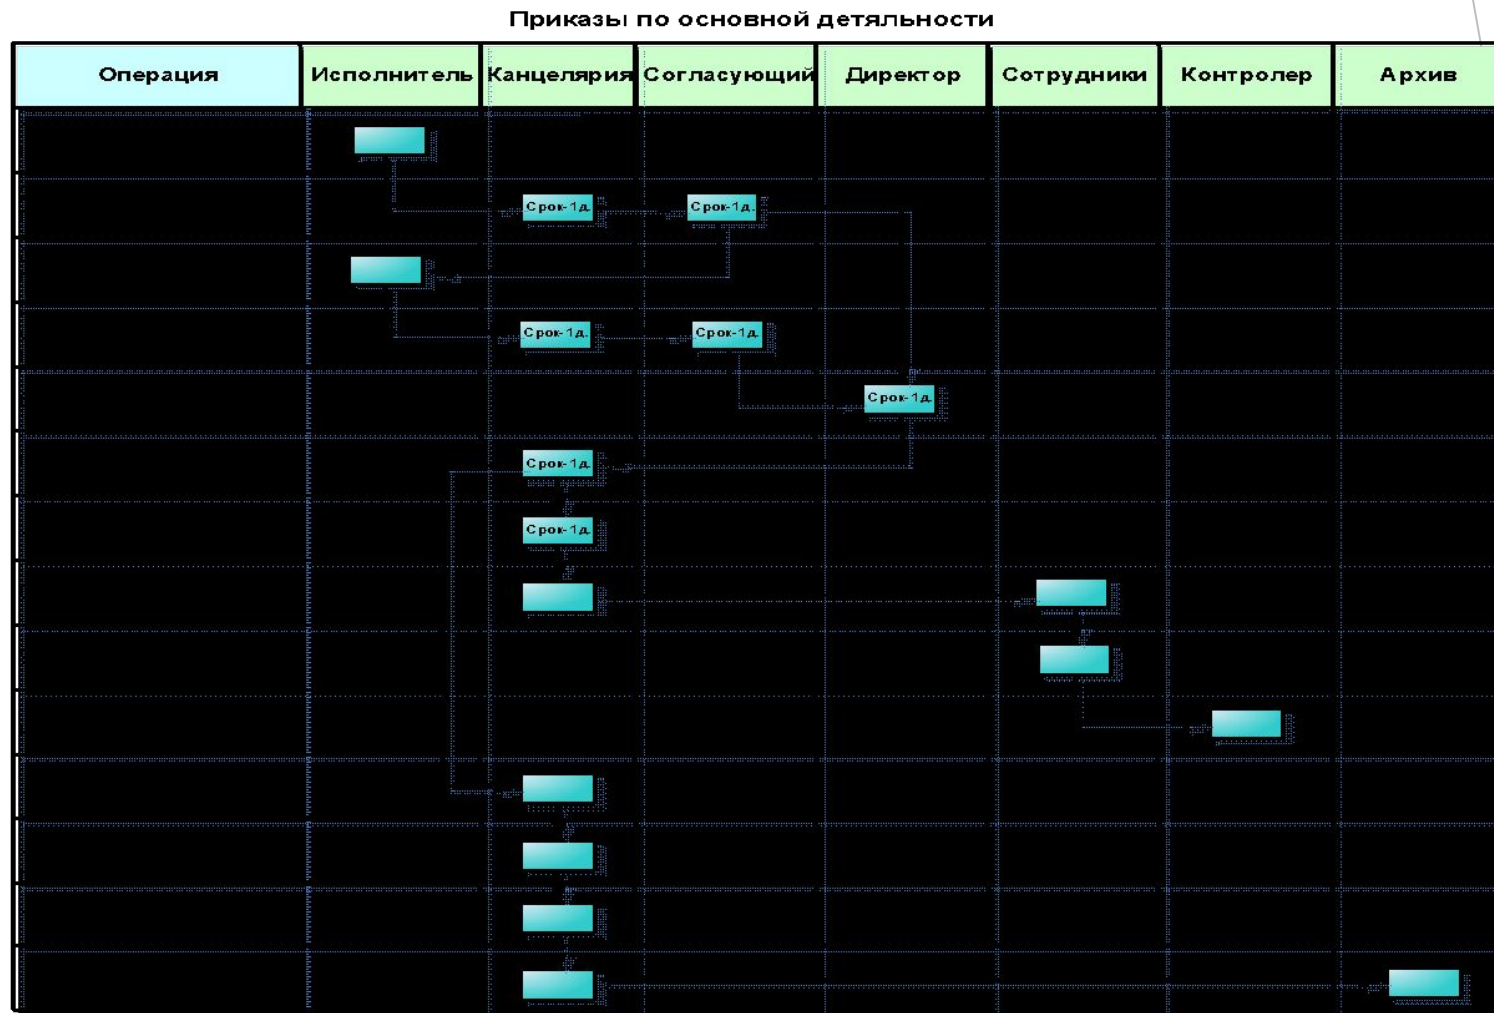 Приказы по основной детяльности
Операция Исполнитель Канцелярия Согласующий Директор Сотрудники Контролер Архив
Срок-1д. Срок-1д.
Срок-1д. Срок-1д.
Срок-1д.
Срок-1д.
Срок-1д.